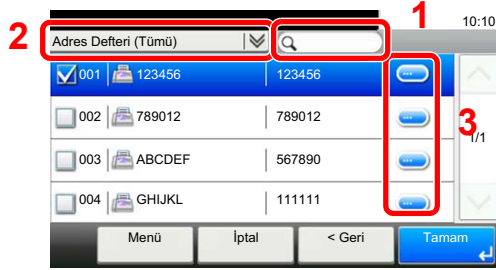 1
10:10
2
Adres Defteri (Tümü)
001 123456 123456
002 789012 789012
3
1/1
003 ABCDEF 567890
004 GHIJKL 111111
Menü İptal < Geri Tamam